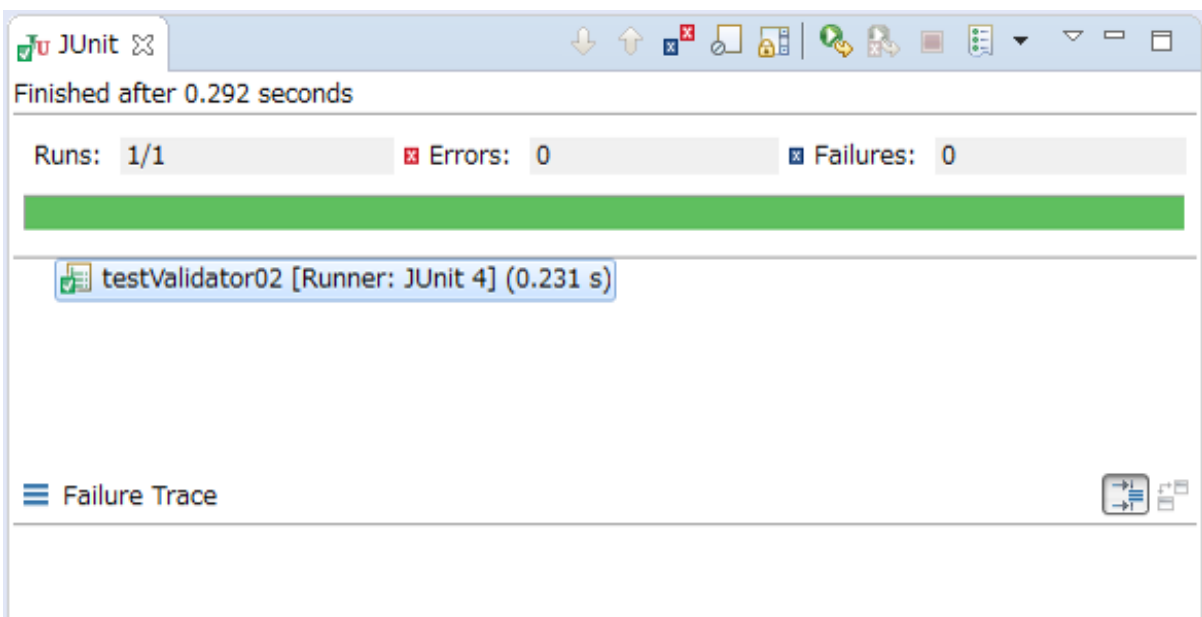 JUnit
Finished after 0.292 seconds
Runs: 1/1 Errors: 0 Failures: 0
testValidator02 [Runner: JUnit 4] (0.231 s)
Failure Trace